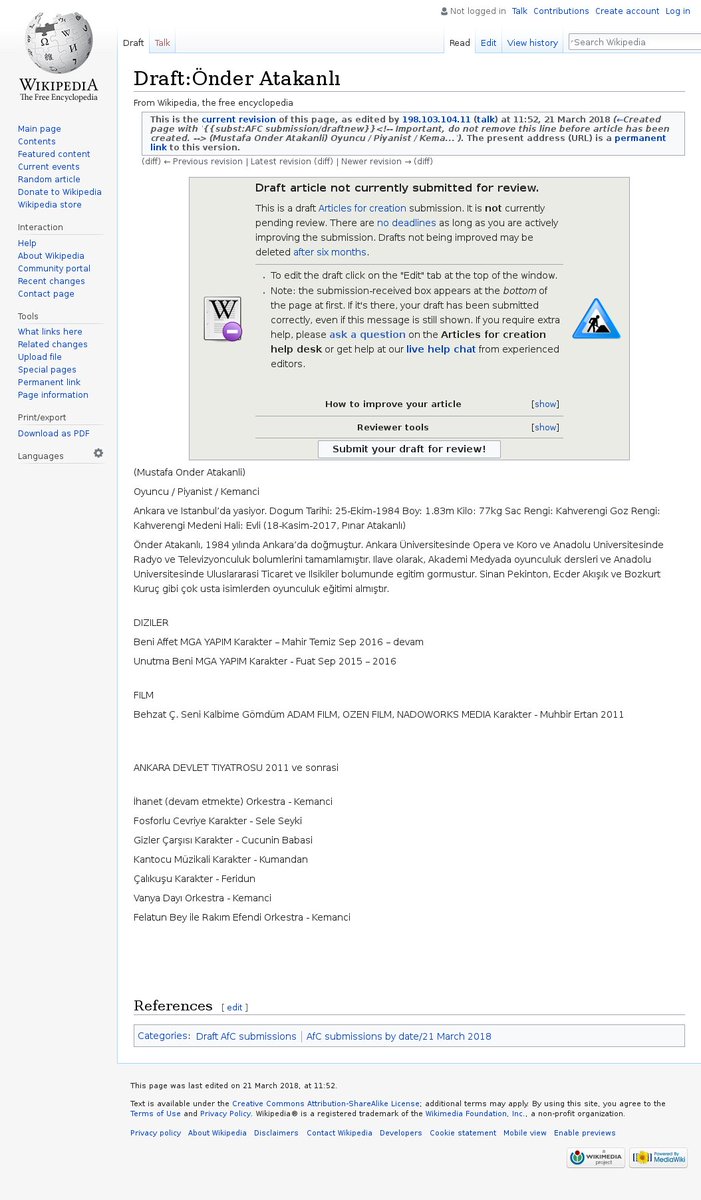 Not logged in Talk Contributions Create account Log in
Draft Talk Read Edit View history Search Wikipedia
WIKIPEDIA
The Free Encyclopedia
Main page
Contents
Featured content
Current events
Random article
Donate to Wikipedia
Wikipedia store
Interaction
Help
About Wikipedia
Community portal
Recent changes
Contact page
Tools
What links here
Related changes
Upload file
Special pages
Permanent link
Page information
Print/export
Download as PDF
Languages
Draft:Önder Atakanlı
From Wikipedia, the free encyclopedia
This is the current revision of this page, as edited by 198.103.104.11 (talk) at 11:52, 21 March 2018 (←Created
page with '{{subst:AFC submission/draftnew}}<!-- Important, do not remove this line before article has been
created. --> (Mustafa Onder Atakanli) Oyuncu / Piyanist / Kema... '). The present address (URL) is a permanent
link to this version.
(diff) ← Previous revision | Latest revision (diff) | Newer revision → (diff)
Draft article not currently submitted for review.
This is a draft Articles for creation submission. It is not currently
pending review. There are no deadlines as long as you are actively
improving the submission. Drafts not being improved may be
deleted after six months.
. To edit the draft click on the "Edit" tab at the top of the window.
. Note: the submission-received box appears at the bottom of
the page at first. If it's there, your draft has been submitted
correctly, even if this message is still shown. If you require extra
help, please ask a question on the Articles for creation
help desk or get help at our live help chat from experienced
editors.
How to improve your article [show]
Reviewer tools [show]
Submit your draft for review!
(Mustafa Onder Atakanli)
Oyuncu / Piyanist / Kemanci
Ankara ve Istanbul’da yasiyor. Dogum Tarihi: 25-Ekim-1984 Boy: 1.83m Kilo: 77kg Sac Rengi: Kahverengi Goz Rengi:
Kahverengi Medeni Hali: Evli (18-Kasim-2017, Pınar Atakanlı)
Önder Atakanlı, 1984 yılında Ankara’da doğmuştur. Ankara Üniversitesinde Opera ve Koro ve Anadolu Universitesinde
Radyo ve Televizyonculuk bolumlerini tamamlamıştır. Ilave olarak, Akademi Medyada oyunculuk dersleri ve Anadolu
Universitesinde Uluslararasi Ticaret ve Ilsikiler bolumunde egitim gormustur. Sinan Pekinton, Ecder Akışık ve Bozkurt
Kuruç gibi çok usta isimlerden oyunculuk eğitimi almıştır.
DIZILER
Beni Affet MGA YAPIM Karakter – Mahir Temiz Sep 2016 – devam
Unutma Beni MGA YAPIM Karakter - Fuat Sep 2015 – 2016
FILM
Behzat Ç. Seni Kalbime Gömdüm ADAM FILM, OZEN FILM, NADOWORKS MEDIA Karakter - Muhbir Ertan 2011
ANKARA DEVLET TIYATROSU 2011 ve sonrasi
İhanet (devam etmekte) Orkestra - Kemanci
Fosforlu Cevriye Karakter - Sele Seyki
Gizler Çarşısı Karakter - Cucunin Babasi
Kantocu Müzikali Karakter - Kumandan
Çalıkuşu Karakter - Feridun
Vanya Dayı Orkestra - Kemanci
Felatun Bey ile Rakım Efendi Orkestra - Kemanci
References [ edit ]
Categories: Draft AfC submissions | AfC submissions by date/21 March 2018
This page was last edited on 21 March 2018, at 11:52.
Text is available under the Creative Commons Attribution-ShareAlike License; additional terms may apply. By using this site, you agree to the
Terms of Use and Privacy Policy. Wikipedia® is a registered trademark of the Wikimedia Foundation, Inc., a non-profit organization.
Privacy policy About Wikipedia Disclaimers Contact Wikipedia Developers Cookie statement Mobile view Enable previews
a WIKIMEDIA project Powered By MediaWiki